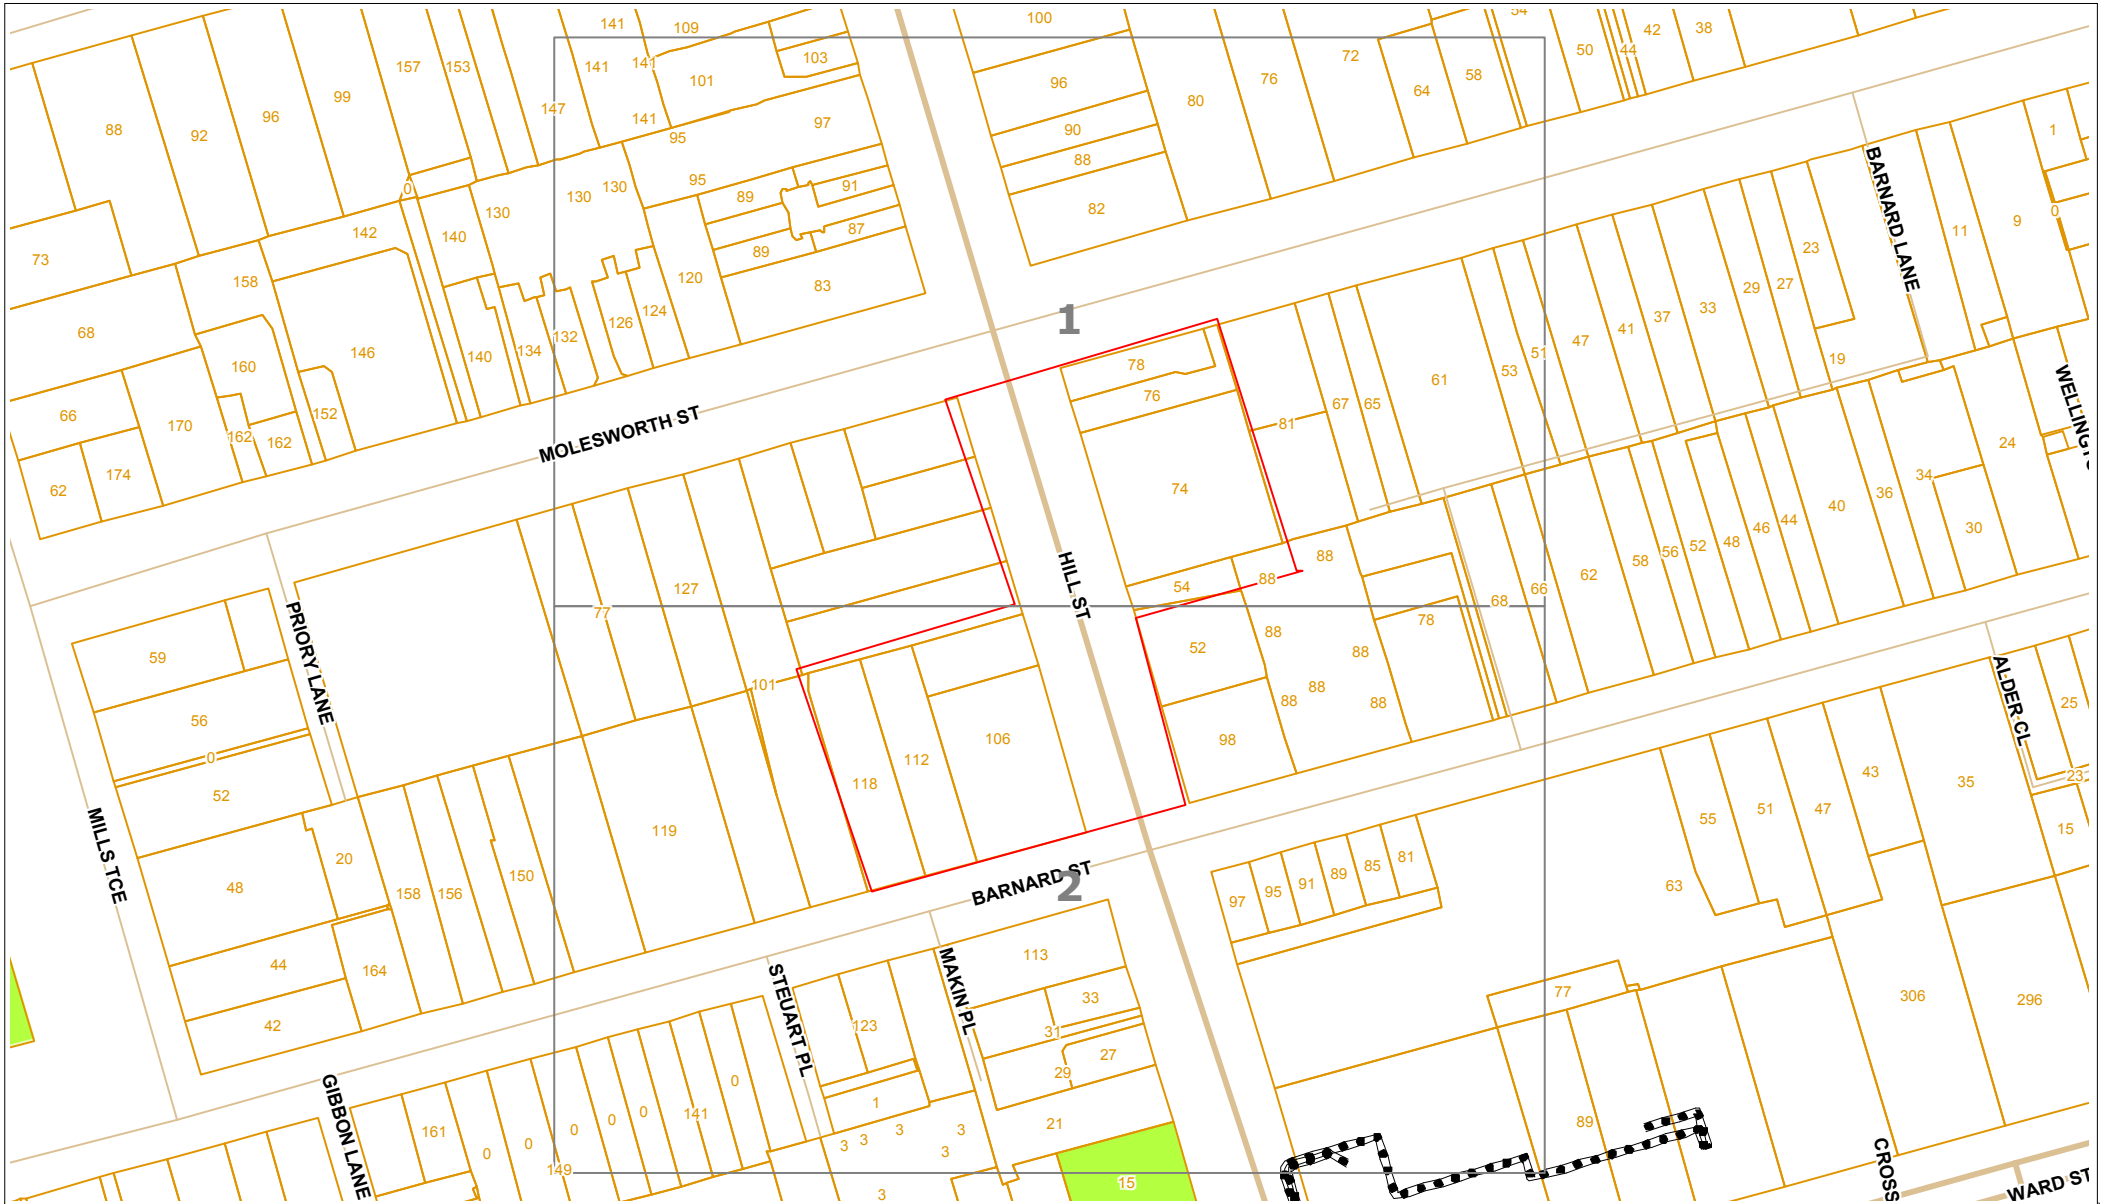 141 109 100 54 42 38
157 153 141 141 103 72 50 44
88 92 96 99 147 101 96 80 76 64 58
141 95 97 90 1
0 130 130 130 95 89 91 88 82 BARNARD LANE 11 9 0
73 142 140 89 87 23
158 120 83 29 27
68 146 140 134 132 126 124 1 33
160 78 61 53 51 47 41 37 19
66 170 162 152 162 MOLESWORTH ST 76 81 67 65 WELLINGTO
62 174 74 24
34 36 40 30
HILL ST 54 88 88 68 66 62 58 56 52 48 46 44
PRIORY LANE 77 127
59 52 88 88 78
56 101 88 88 88 ALDER CL 25
0 106 98
52 118 112 35 43 23
MILLS TCE 20 119 55 51 47 15
48 158 156 150 BARNARD ST 2 97 95 91 89 85 81 63
44 164 113
42 STEUART PL 123 MAKIN PL 33 31 77 306 296
GIBBON LANE 0 27 29
161 0 0 0 0 0 141 1 21 89
149 3 3 3 3 3 3 15 CROSS WARD ST